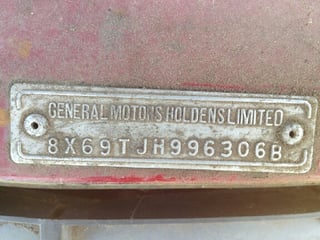 GENERAL MOTORS HOLDENS LIMITED
8X69TJH996306B